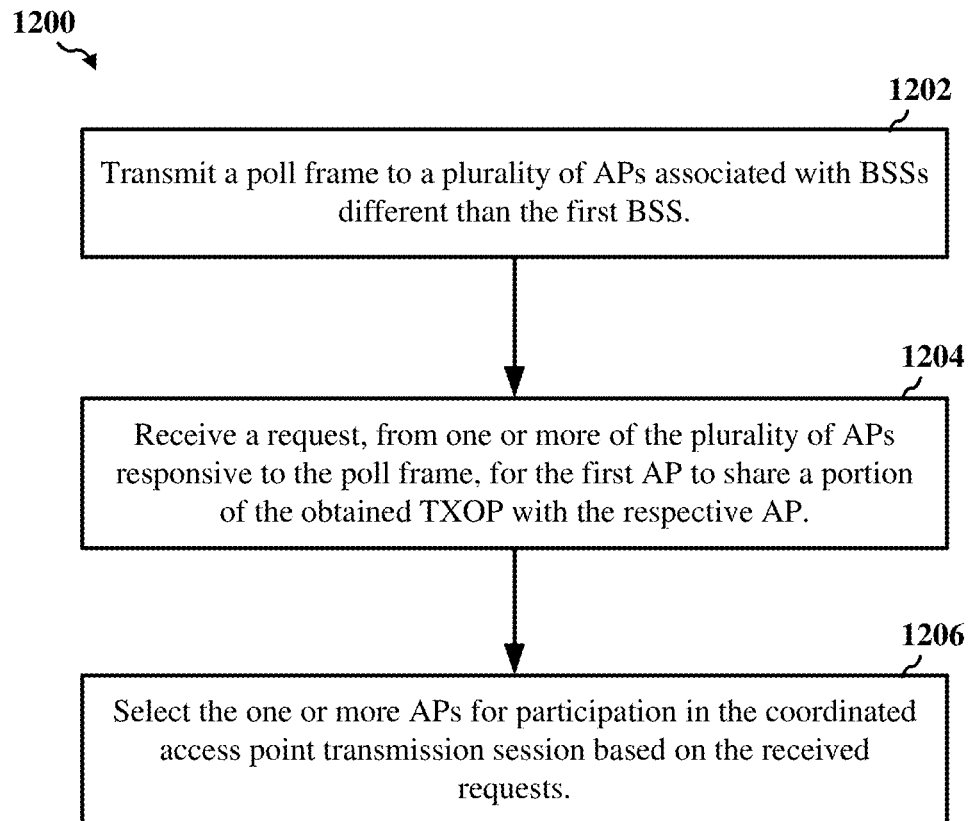 1200
1202
Transmit a poll frame to a plurality of APs associated with BSSs
different than the first BSS.
1204
Receive a request, from one or more of the plurality of APs
responsive to the poll frame, for the first AP to share a portion
of the obtained TXOP with the respective AP.
1206
Select the one or more APs for participation in the coordinated
access point transmission session based on the received
requests.